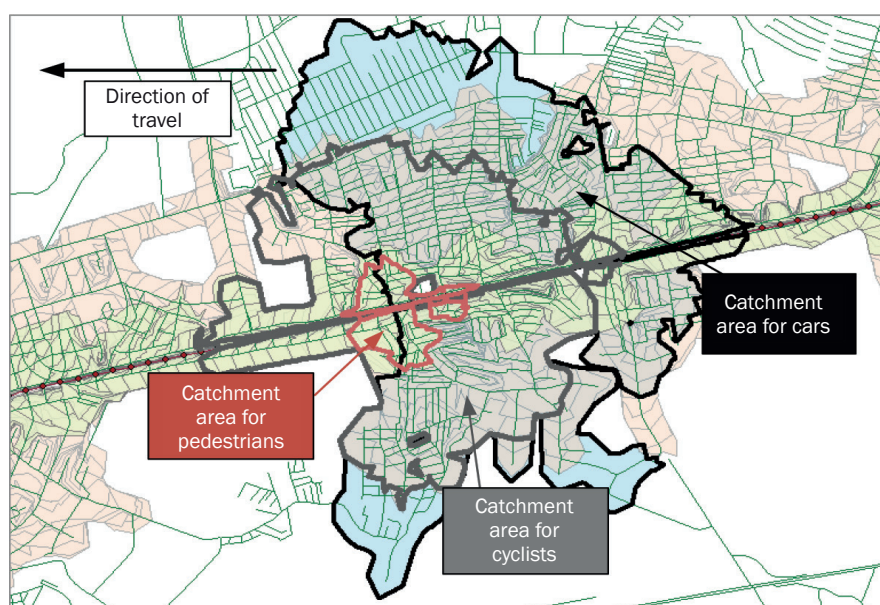 Direction of
travel
Catchment
area for cars
Catchment
area for
pedestrians
Catchment
area for
cyclists